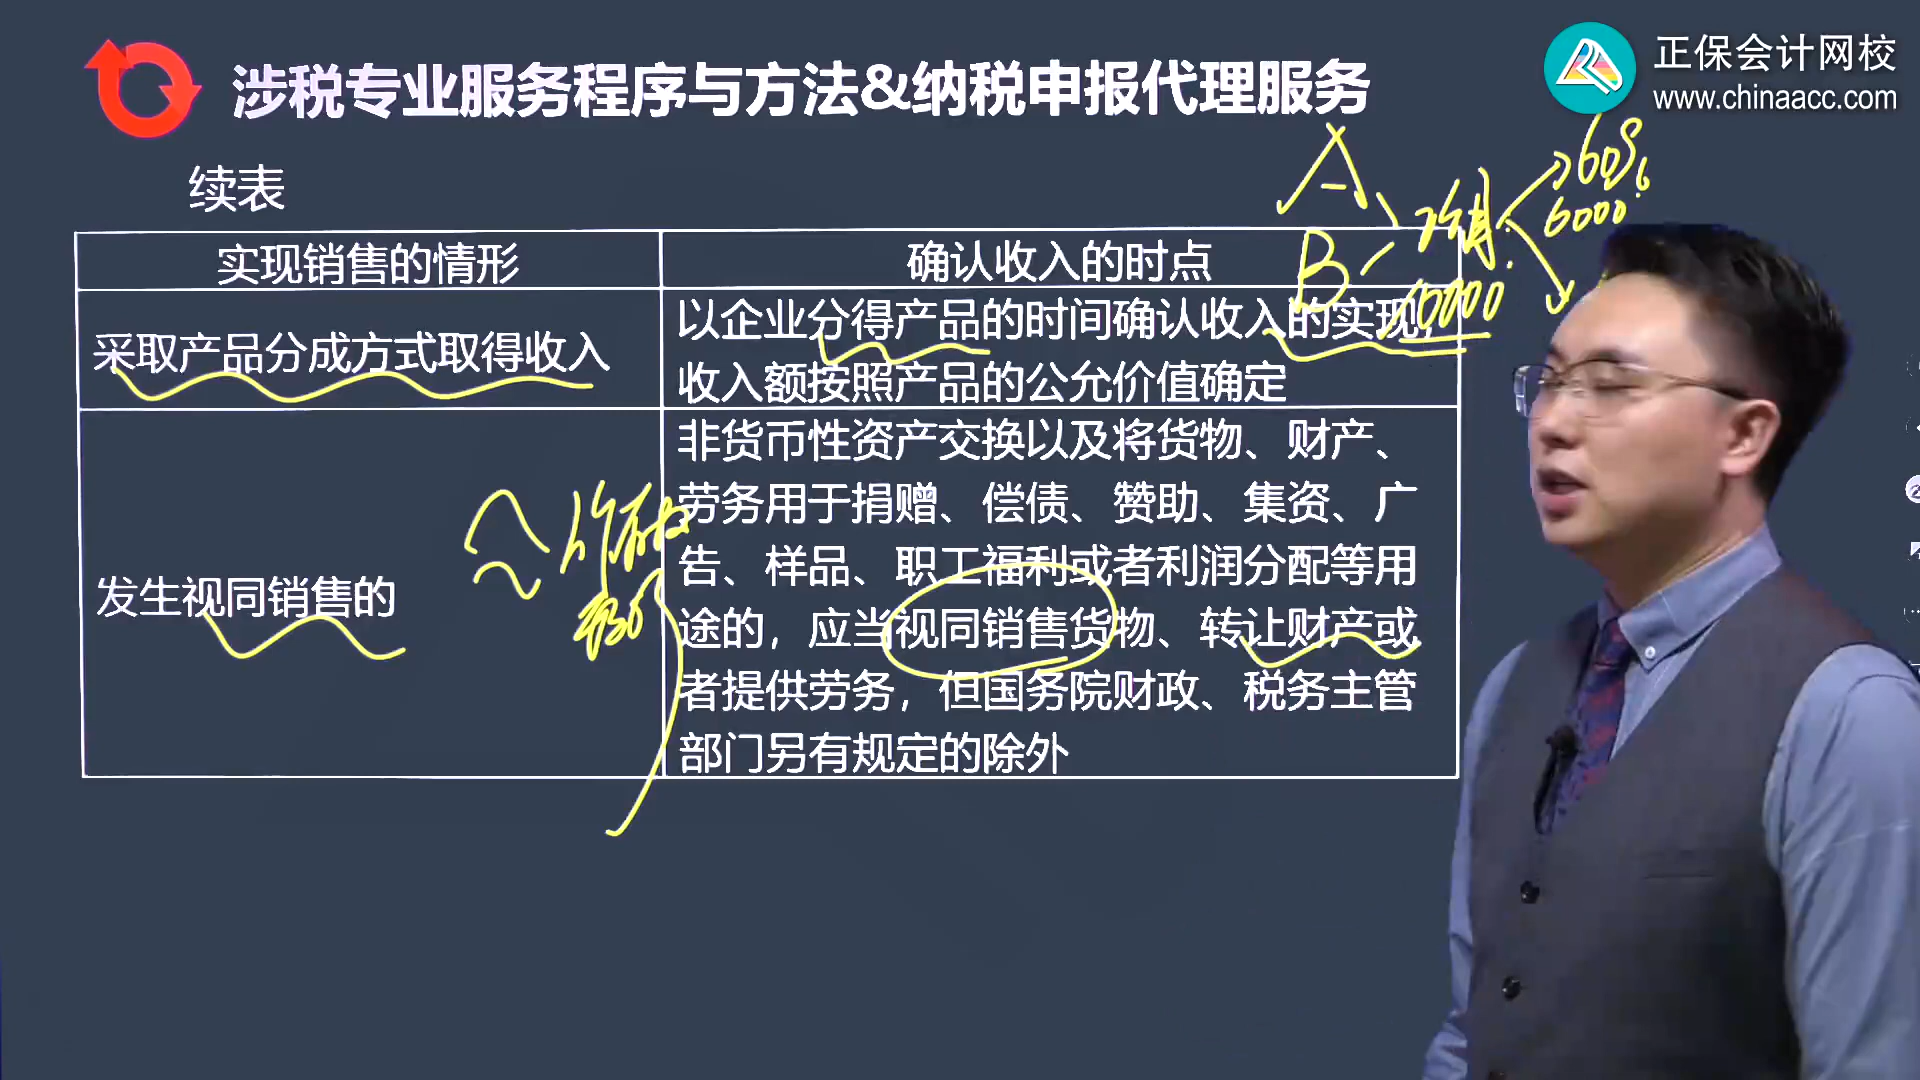 涉税专业服务程序与方法&纳税申报代理服务
正保会计网校
www.chinaacc.com
续表
实现销售的情形
确认收入的时点
采取产品分成方式取得收入
以企业分得产品的时间确认收入的实现，
收入额按照产品的公允价值确定
发生视同销售的
非货币性资产交换以及将货物、财产、
劳务用于捐赠、偿债、赞助、集资、广
告、样品、职工福利或者利润分配等用
途的，应当视同销售货物、转让财产或
者提供劳务，但国务院财政、税务主管
部门另有规定的除外
A
B
10000
60%
6000